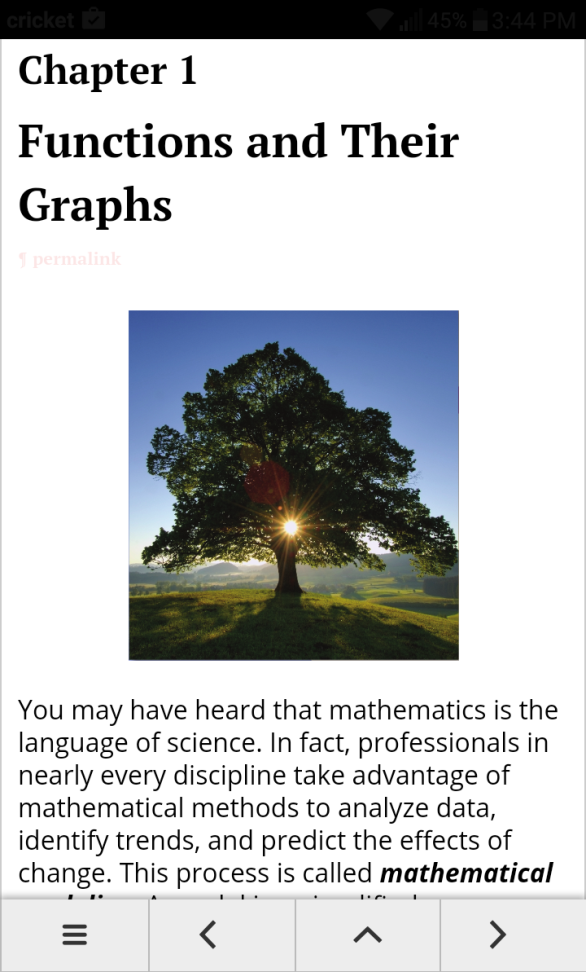 cricket 45% 3:44 PM
Chapter 1
Functions and Their
Graphs
¶ permalink
You may have heard that mathematics is the
language of science. In fact, professionals in
nearly every discipline take advantage of
mathematical methods to analyze data,
identify trends, and predict the effects of
change. This process is called mathematical